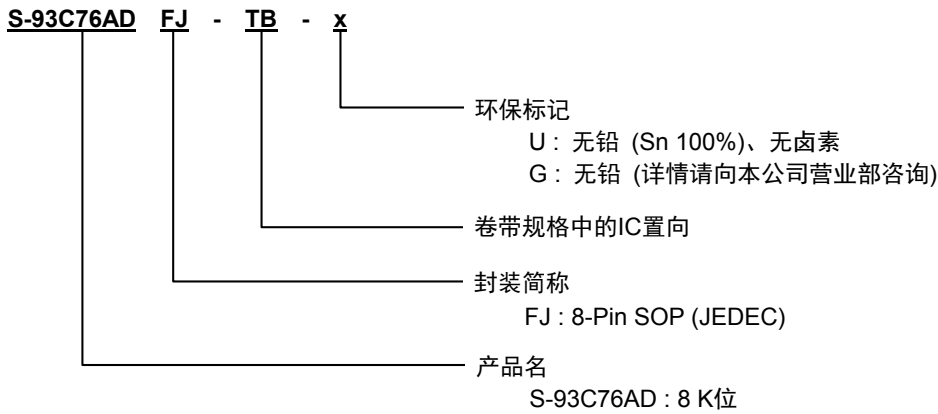 S-93C76AD FJ - TB - x
环保标记
U : 无铅 (Sn 100%)、无卤素
G : 无铅 (详情请向本公司营业部咨询)
卷带规格中的IC置向
封装简称
FJ : 8-Pin SOP (JEDEC)
产品名
S-93C76AD : 8 K位